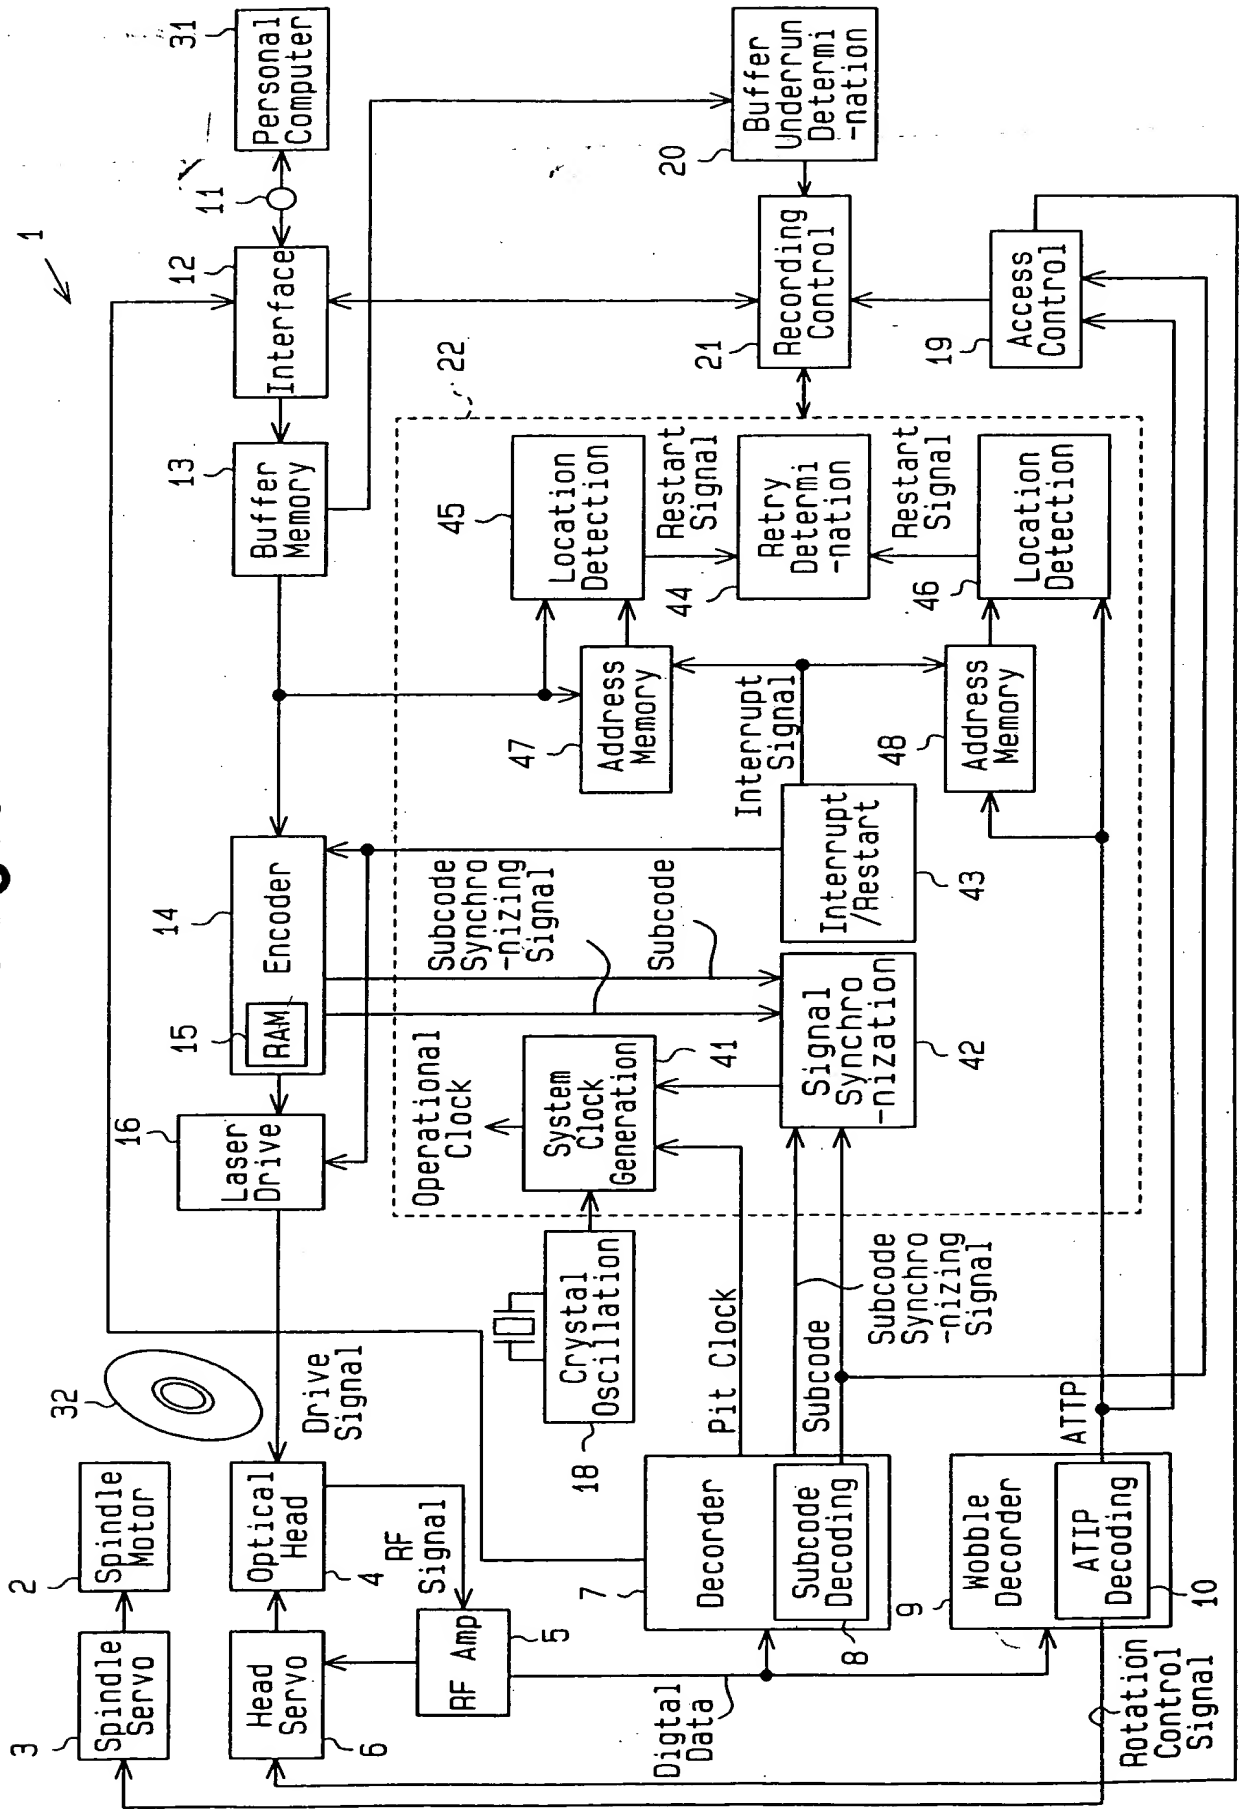 1
3
Spindle
Servo
2
Spindle
Motor
32
16
Laser
Drive
14
15
RAM
Encoder
13
Buffer
Memory
12
Interface
11
31
Personal
Computer
6
Head
Servo
4
Optical
Head
Drive
Signal
RF
Signal
5
RF Amp
Digtal
Data
18
Crystal
Oscillation
Operational
Clock
41
System
Clock
Generation
Subcode
Synchro
-nizing
Signal
Subcode
22
47
Address
Memory
45
Location
Detection
Restart
Signal
44
Retry
Determi
-nation
Restart
Signal
46
Location
Detection
Interrupt
Signal
48
Address
Memory
43
Interrupt
/Restart
42
Signal
Synchro
-nization
20
Buffer
Underrun
Determi
-nation
21
Recording
Control
19
Access
Control
7
Decorder
8
Subcode
Decoding
Pit Clock
Subcode
Subcode
Synchro
-nizing
Signal
9
Wobble
Decorder
10
ATIP
Decoding
ATTP
Rotation
Control
Signal